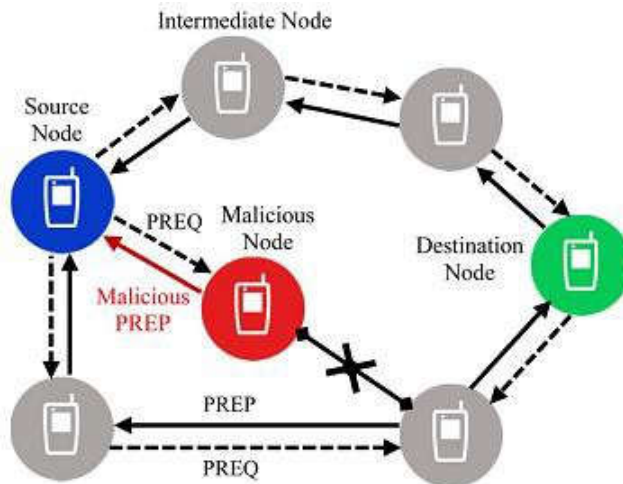 Intermediate Node
Source
Node
PREQ
Malicious
Node
Destination
Node
Malicious
PREP
PREP
PREQ